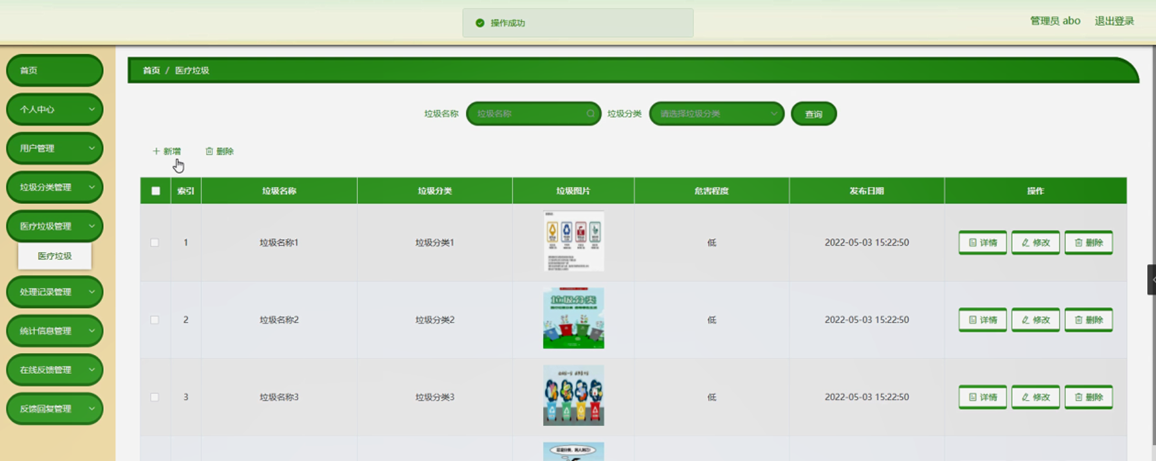 操作成功
管理员 abo 退出登录
首页
个人中心
用户管理
垃圾分类管理
医疗垃圾管理
医疗垃圾
处理记录管理
统计信息管理
在线反馈管理
反馈回复管理
首页 / 医疗垃圾
垃圾名称 垃圾名称 垃圾分类 请选择垃圾分类 查询
+ 新增 删除
索引 垃圾名称 垃圾分类 垃圾图片 危害程度 发布日期 操作
1 垃圾名称1 垃圾分类1 低 2022-05-03 15:22:50 详情 修改 删除
垃圾分类
2 垃圾名称2 垃圾分类2 低 2022-05-03 15:22:50 详情 修改 删除
3 垃圾名称3 垃圾分类3 低 2022-05-03 15:22:50 详情 修改 删除